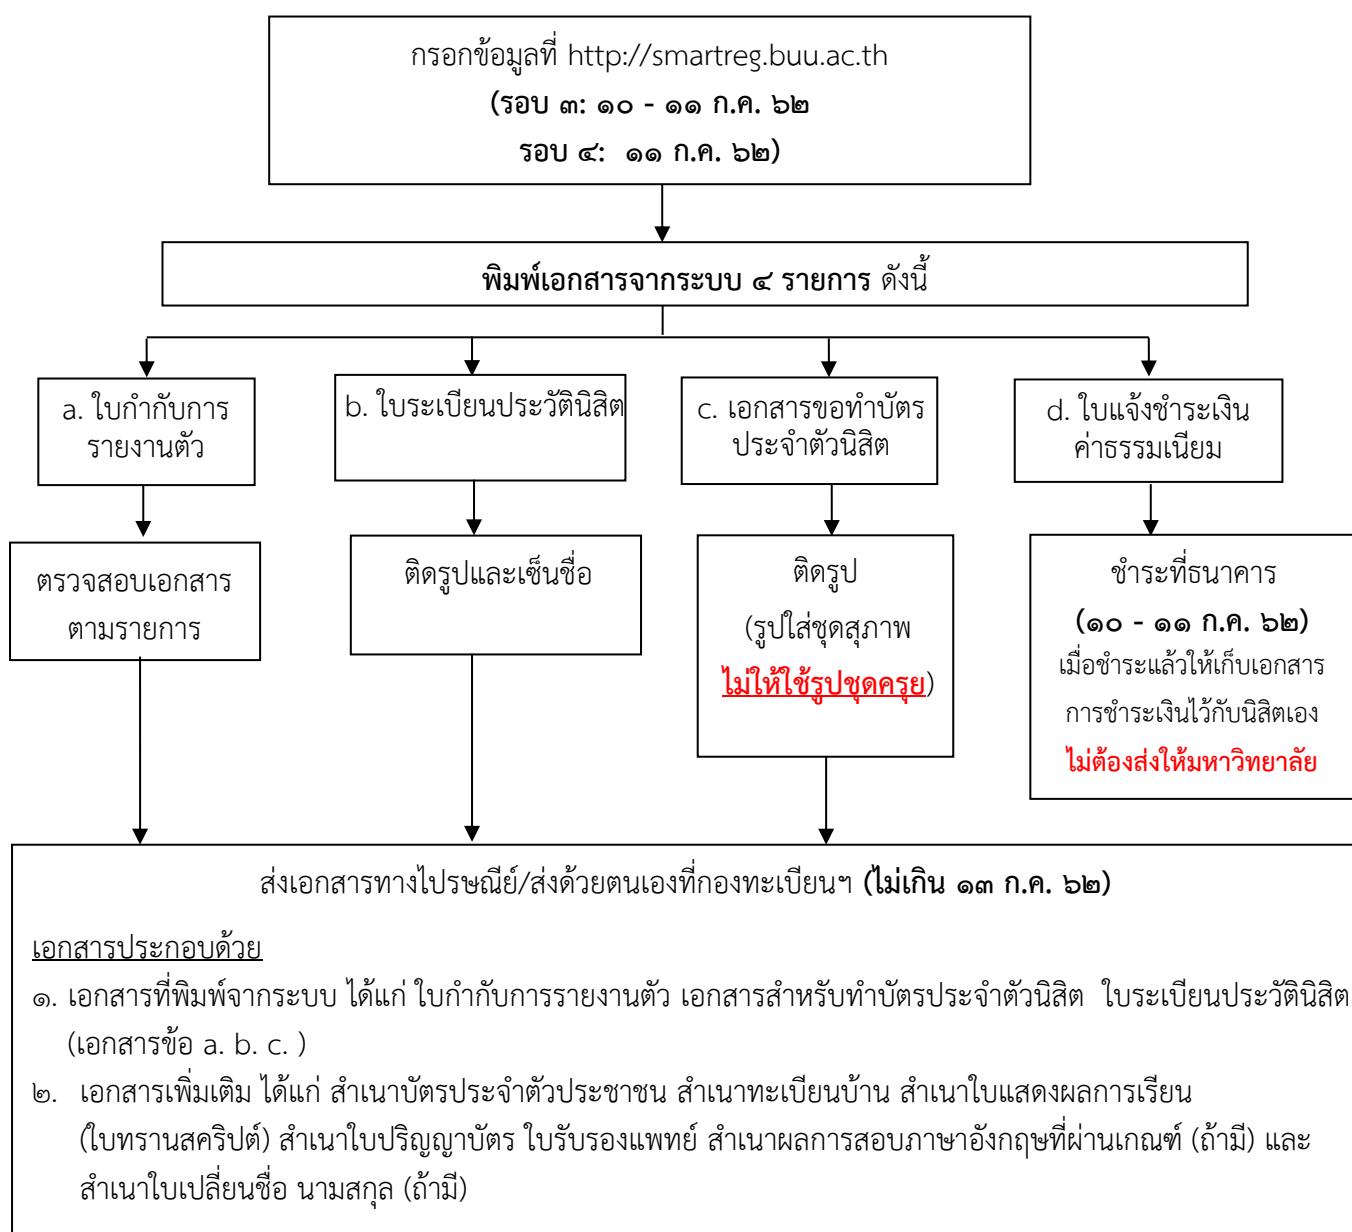 กรอกข้อมูลที่ http://smartreg.buu.ac.th
(รอบ ๓: ๑๐ - ๑๑ ก.ค. ๖๒
รอบ ๔: ๑๑ ก.ค. ๖๒)
พิมพ์เอกสารจากระบบ ๔ รายการ ดังนี้
a. ใบกำกับการ
รายงานตัว
b. ใบระเบียนประวัตินิสิต
c. เอกสารขอทำบัตร
ประจำตัวนิสิต
d. ใบแจ้งชำระเงิน
ค่าธรรมเนียม
ตรวจสอบเอกสาร
ตามรายการ
ติดรูปและเซ็นชื่อ
ติดรูป
(รูปใส่ชุดสุภาพ
ไม่ให้ใช้รูปชุดครุย)
ชำระที่ธนาคาร
(๑๐ - ๑๑ ก.ค. ๖๒)
เมื่อชำระแล้วให้เก็บเอกสาร
การชำระเงินไว้กับนิสิตเอง
ไม่ต้องส่งให้มหาวิทยาลัย
ส่งเอกสารทางไปรษณีย์/ส่งด้วยตนเองที่กองทะเบียนฯ (ไม่เกิน ๑๓ ก.ค. ๖๒)
เอกสารประกอบด้วย
๑. เอกสารที่พิมพ์จากระบบ ได้แก่ ใบกำกับการรายงานตัว เอกสารสำหรับทำบัตรประจำตัวนิสิต ใบระเบียนประวัตินิสิต
(เอกสารข้อ a. b. c. )
๒. เอกสารเพิ่มเติม ได้แก่ สำเนาบัตรประจำตัวประชาชน สำเนาทะเบียนบ้าน สำเนาใบแสดงผลการเรียน
(ใบทรานสคริปต์) สำเนาใบปริญญาบัตร ใบรับรองแพทย์ สำเนาผลการสอบภาษาอังกฤษที่ผ่านเกณฑ์ (ถ้ามี) และ
สำเนาใบเปลี่ยนชื่อ นามสกุล (ถ้ามี)